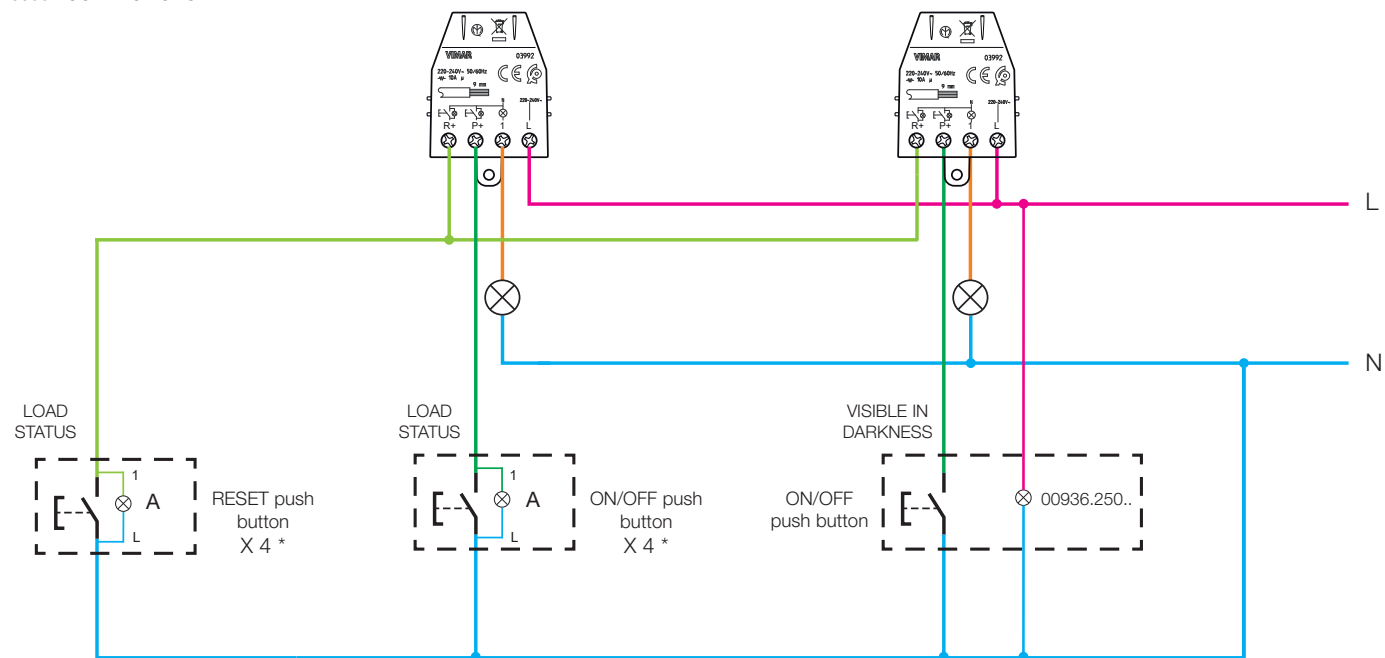 VIMAR 03992
220-240V~ 50/60Hz
10A µ
9 mm
N
220-240V~
R+ P+ 1 L
VIMAR 03992
220-240V~ 50/60Hz
10A µ
9 mm
N
220-240V~
R+ P+ 1 L
L
N
LOAD
STATUS
1
A
L
RESET push
button
X 4 *
LOAD
STATUS
1
A
L
ON/OFF push
button
X 4 *
VISIBLE IN
DARKNESS
ON/OFF
push button
00936.250..